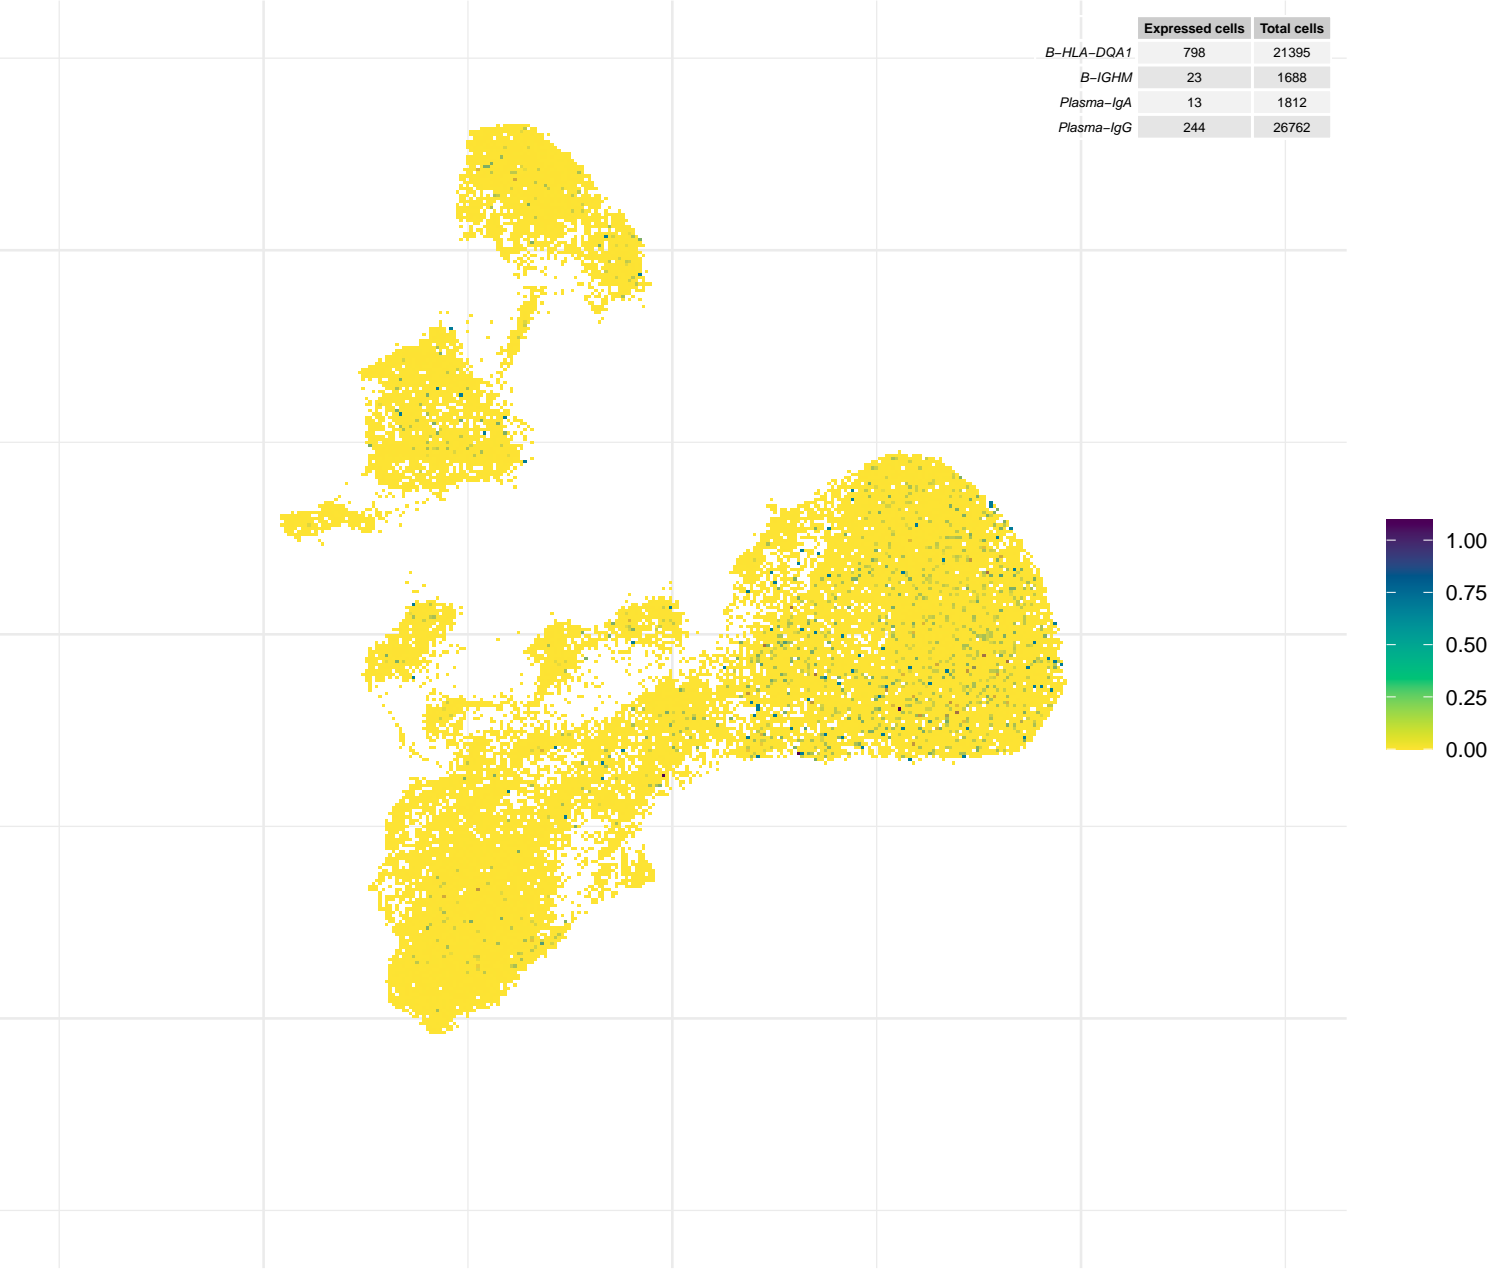 Expressed cells Total cells
B−HLA−DQA1 798 21395
B−IGHM 23 1688
Plasma−IgA 13 1812
Plasma−IgG 244 26762
1.00
0.75
0.50
0.25
0.00